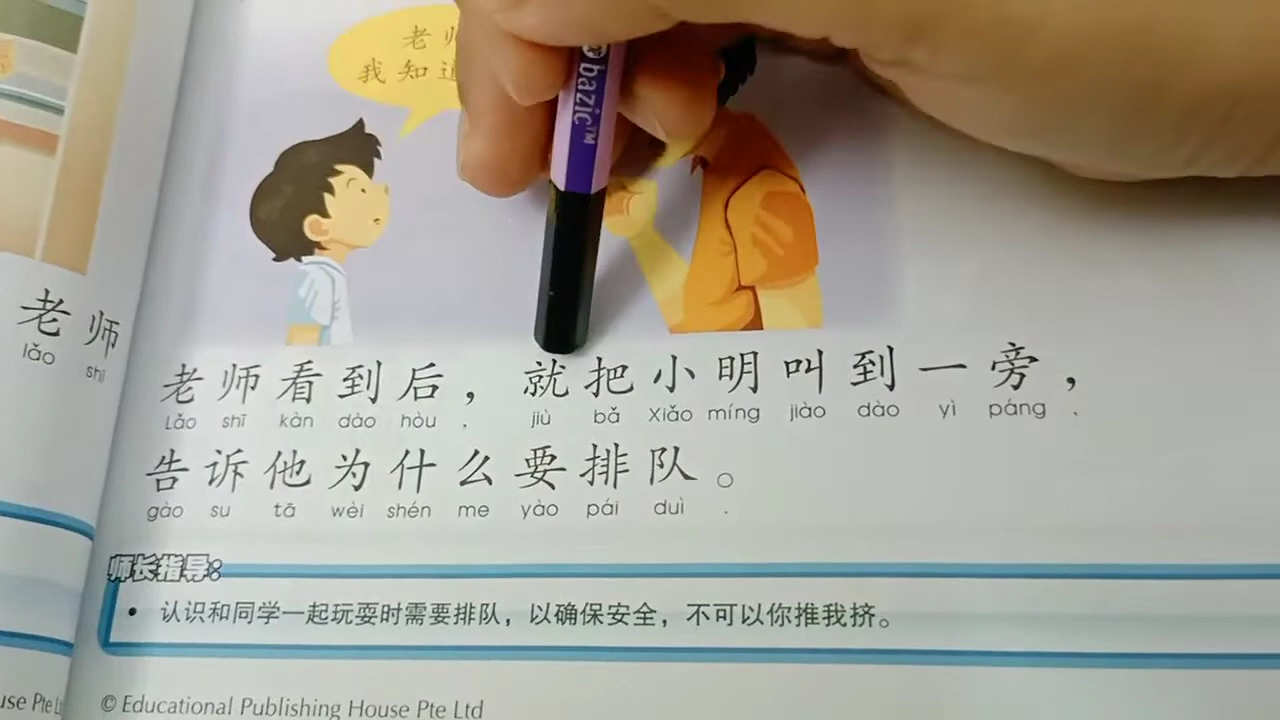 老师
我知道
bazic™
老师
lǎo shī
老师看到后，就把小明叫到一旁，
Lǎo shī kàn dào hòu , jiù bǎ Xiǎo míng jiào dào yì páng ,
告诉他为什么要排队。
gào su tā wèi shén me yào pái duì .
师长指导：
• 认识和同学一起玩耍时需要排队，以确保安全，不可以你推我挤。
use Pte
© Educational Publishing House Pte Ltd